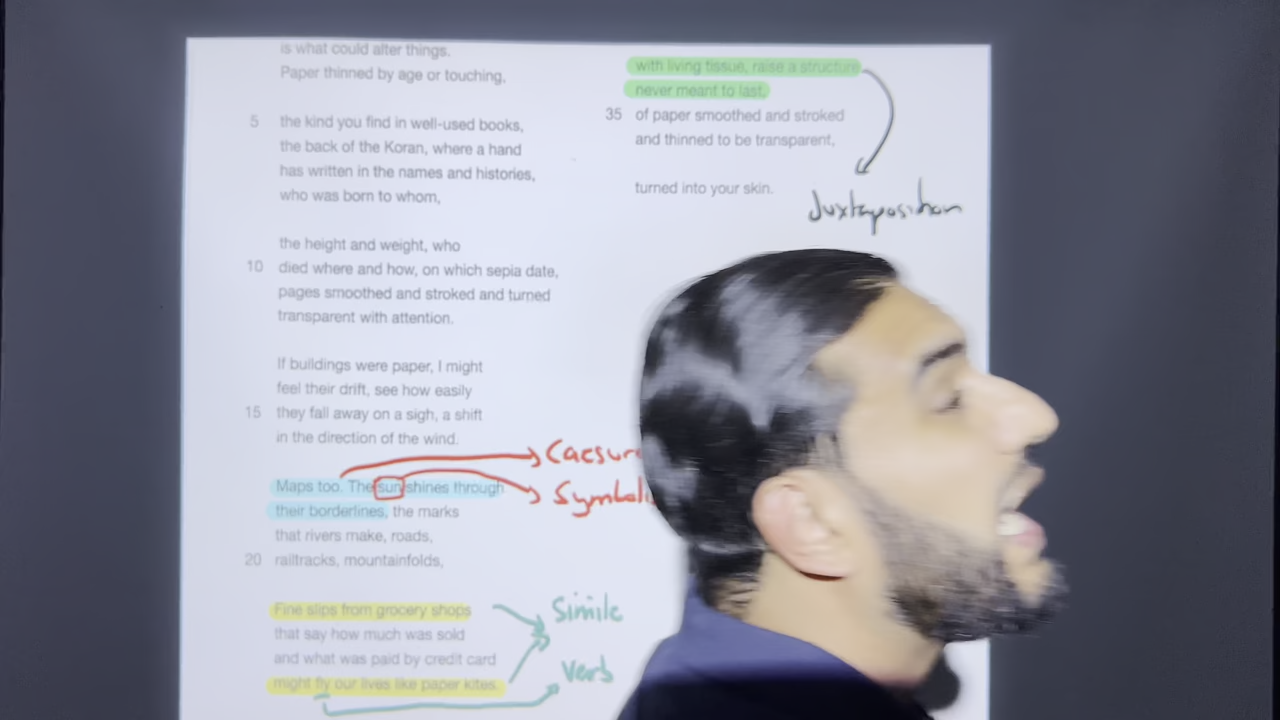 is what could alter things.
Paper thinned by age or touching,
5 the kind you find in well-used books,
the back of the Koran, where a hand
has written in the names and histories,
who was born to whom,
the height and weight, who
10 died where and how, on which sepia date,
pages smoothed and stroked and turned
transparent with attention.
If buildings were paper, I might
feel their drift, see how easily
15 they fall away on a sigh, a shift
in the direction of the wind.
Maps too. The sun shines through
their borderlines, the marks
that rivers make, roads,
20 railtracks, mountainfolds,
Fine slips from grocery shops
that say how much was sold
and what was paid by credit card
might fly our lives like paper kites.
Caesur
Symboli
Simile
verb
with living tissue, raise a structure
never meant to last,
35 of paper smoothed and stroked
and thinned to be transparent,
turned into your skin.
Juxtaposition